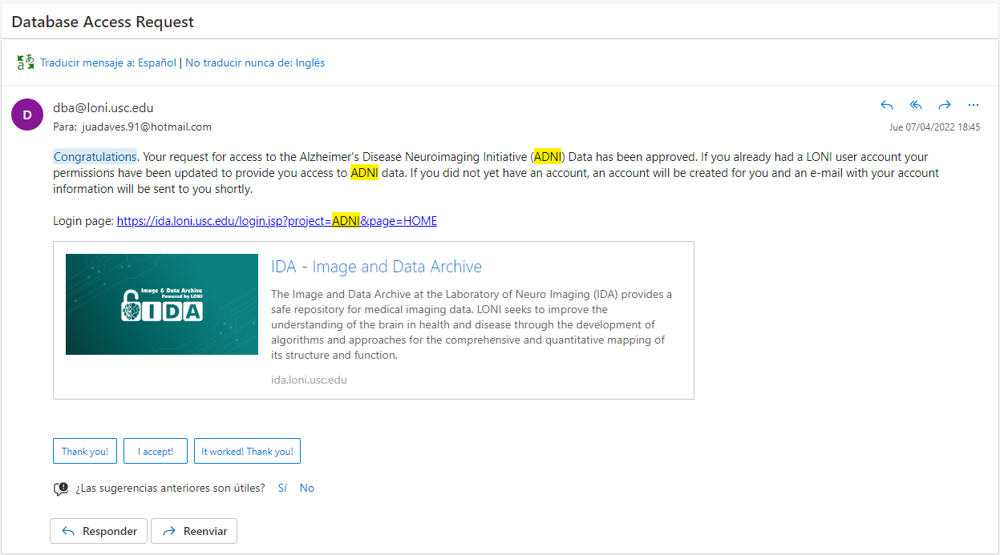 Database Access Request
Traducir mensaje a: Español | No traducir nunca de: Inglés
D
dba@loni.usc.edu
Para: juadaves.91@hotmail.com
Jue 07/04/2022 18:45
Congratulations. Your request for access to the Alzheimer's Disease Neuroimaging Initiative (ADNI) Data has been approved. If you already had a LONI user account your
permissions have been updated to provide you access to ADNI data. If you did not yet have an account, an account will be created for you and an e-mail with your account
information will be sent to you shortly.
Login page: https://ida.loni.usc.edu/login.jsp?project=ADNI&page=HOME
Image & Data Archive
Powered by LONI
IDA
IDA - Image and Data Archive
The Image and Data Archive at the Laboratory of Neuro Imaging (IDA) provides a
safe repository for medical imaging data. LONI seeks to improve the
understanding of the brain in health and disease through the development of
algorithms and approaches for the comprehensive and quantitative mapping of
its structure and function.
ida.loni.usc.edu
Thank you! I accept! It worked! Thank you!
¿Las sugerencias anteriores son útiles? Sí No
Responder Reenviar